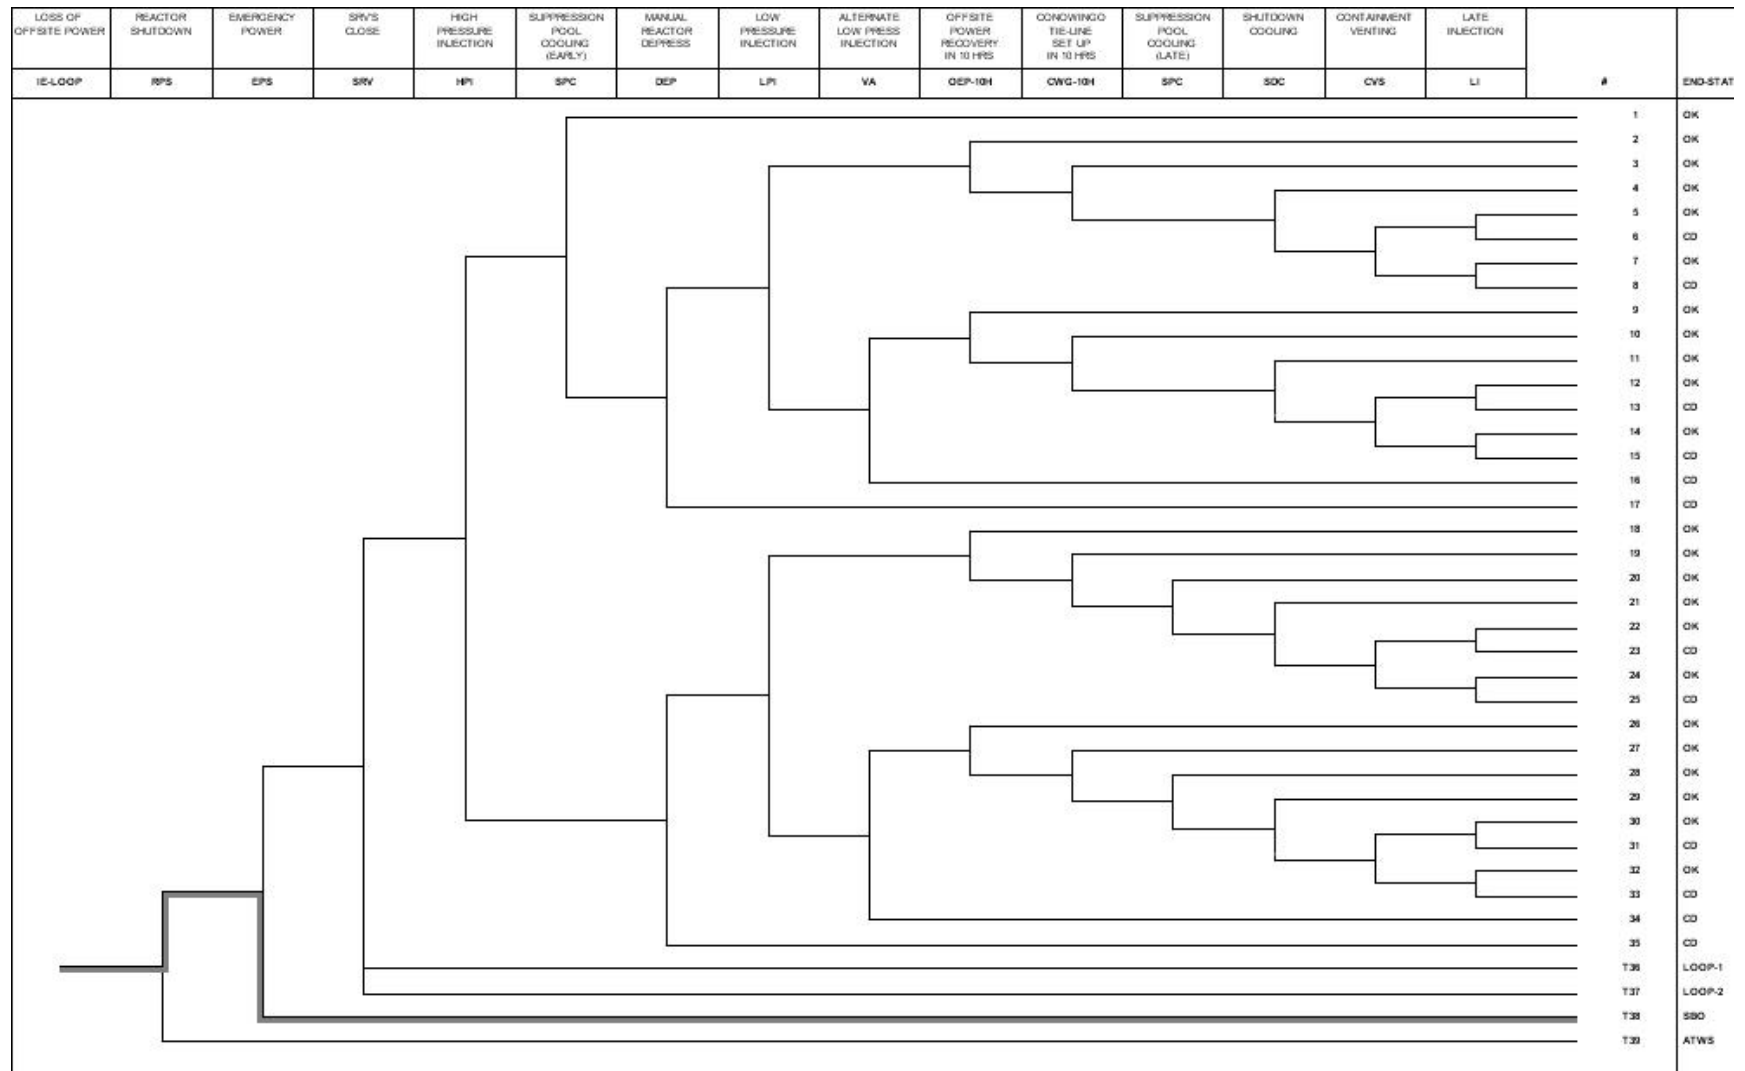 LOSS OF
OFFSITE POWER
REACTOR
SHUTDOWN
EMERGENCY
POWER
SRV'S
CLOSE
HIGH
PRESSURE
INJECTION
SUPPRESSION
POOL
COOLING
(EARLY)
MANUAL
REACTOR
DEPRESS
LOW
PRESSURE
INJECTION
ALTERNATE
LOW PRESS
INJECTION
OFFSITE
POWER
RECOVERY
IN 10 HRS
CONOWINGO
TIE-LINE
SET UP
IN 10 HRS
SUPPRESSION
POOL
COOLING
(LATE)
SHUTDOWN
COOLING
CONTAINMENT
VENTING
LATE
INJECTION
IE-LOOP RPS EPS SRV HPI SPC DEP LPI VA OEP-10H CWG-10H SPC SDC CVS LI # END-STAT
1 OK
2 OK
3 OK
4 OK
5 OK
6 CD
7 OK
8 CD
9 OK
10 OK
11 OK
12 OK
13 CD
14 OK
15 CD
16 CD
17 CD
18 OK
19 OK
20 OK
21 OK
22 OK
23 CD
24 OK
25 CD
26 OK
27 OK
28 OK
29 OK
30 OK
31 CD
32 OK
33 CD
34 CD
35 CD
T36 LOOP-1
T37 LOOP-2
T38 SBO
T39 ATWS